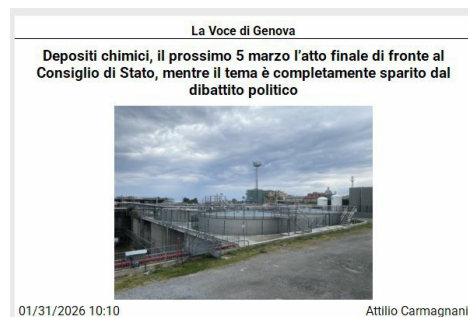 La Voce di Genova
Depositi chimici, il prossimo 5 marzo l'atto finale di fronte al
Consiglio di Stato, mentre il tema è completamente sparito dal
dibattito politico
01/31/2026 10:10
Attilio Carmagnani